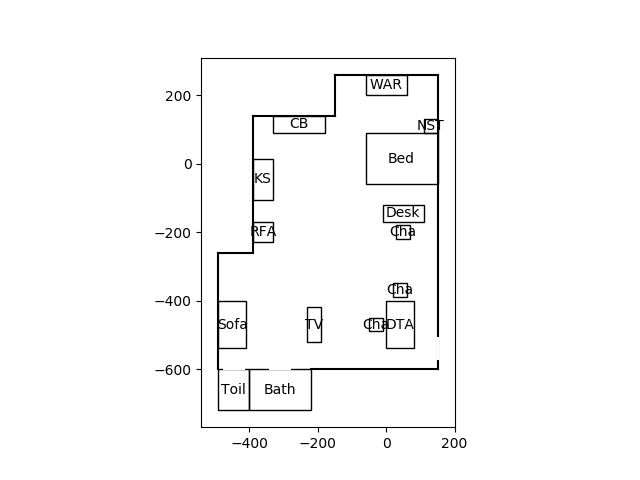 WAR
CB
NST
Bed
KS
Desk
RFA
Cha
Cha
Sofa
TV
Cha
DTA
Toil
Bath
200
0
−200
−400
−600
−400
−200
0
200